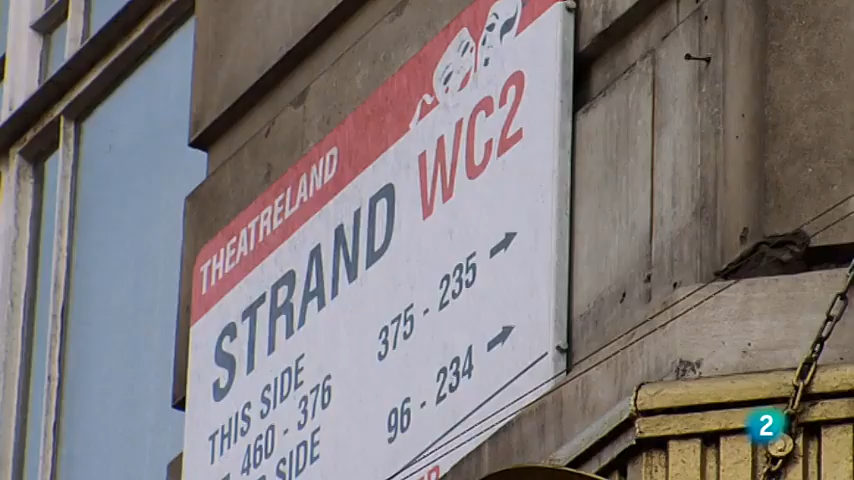 THEATRELAND
STRAND WC2
THIS SIDE 375 - 235
460 - 376
SIDE 96 - 234
2